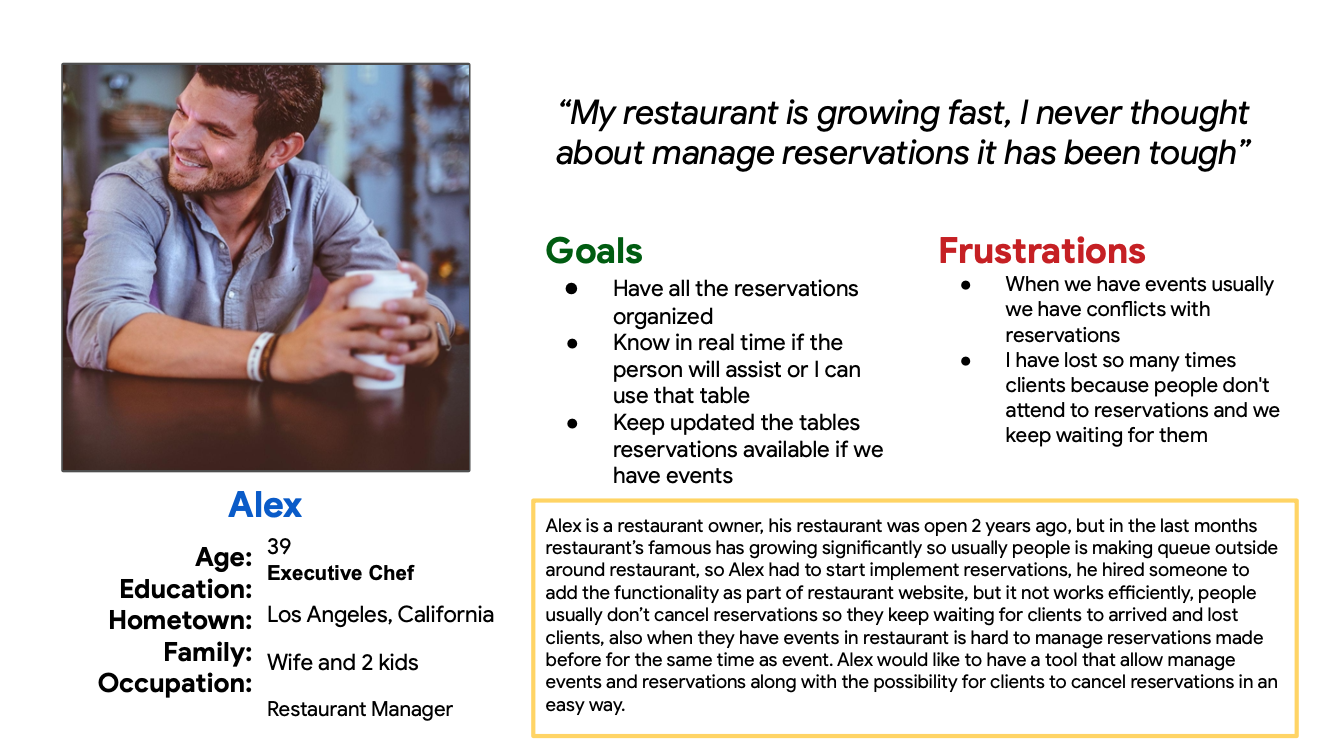 “My restaurant is growing fast, I never thought
about manage reservations it has been tough”
Goals
● Have all the reservations
organized
● Know in real time if the
person will assist or I can
use that table
● Keep updated the tables
reservations available if we
have events
Frustrations
● When we have events usually
we have conflicts with
reservations
● I have lost so many times
clients because people don't
attend to reservations and we
keep waiting for them
Alex
Age: 39
Education: Executive Chef
Hometown: Los Angeles, California
Family: Wife and 2 kids
Occupation: Restaurant Manager
Alex is a restaurant owner, his restaurant was open 2 years ago, but in the last months
restaurant’s famous has growing significantly so usually people is making queue outside
around restaurant, so Alex had to start implement reservations, he hired someone to
add the functionality as part of restaurant website, but it not works efficiently, people
usually don’t cancel reservations so they keep waiting for clients to arrived and lost
clients, also when they have events in restaurant is hard to manage reservations made
before for the same time as event. Alex would like to have a tool that allow manage
events and reservations along with the possibility for clients to cancel reservations in an
easy way.